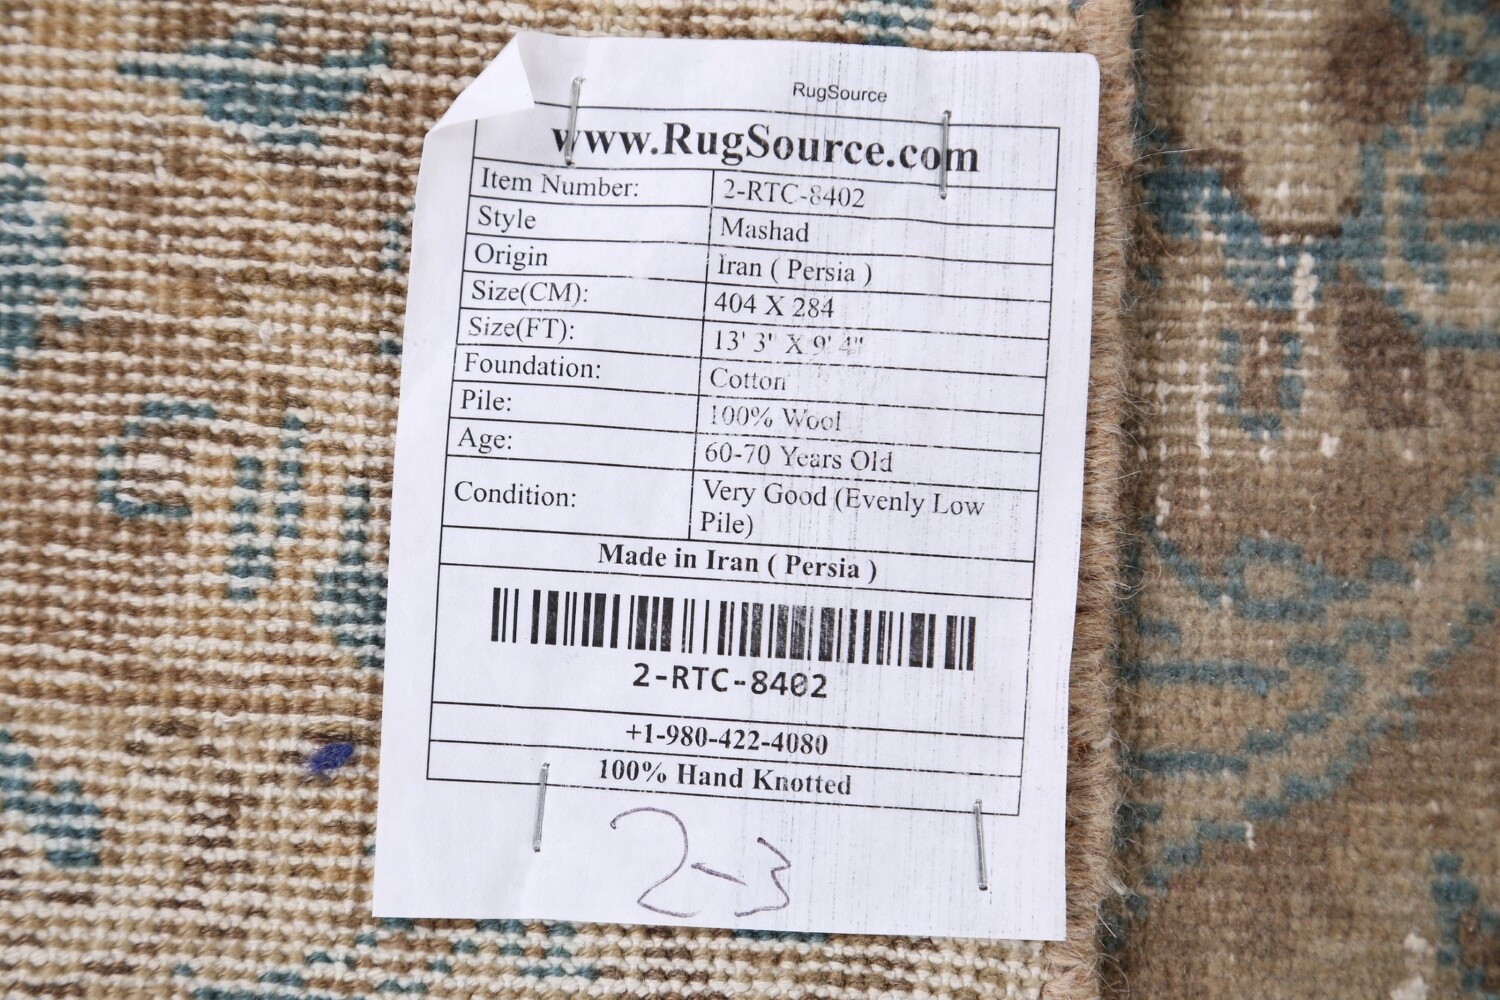 RugSource
www.RugSource.com
Item Number: 2-RTC-8402
Style Mashad
Origin Iran ( Persia )
Size(CM): 404 X 284
Size(FT): 13' 3" X 9' 4"
Foundation: Cotton
Pile: 100% Wool
Age: 60-70 Years Old
Condition: Very Good (Evenly Low
Pile)
Made in Iran ( Persia )
2-RTC-8402
+1-980-422-4080
100% Hand Knotted
2-3